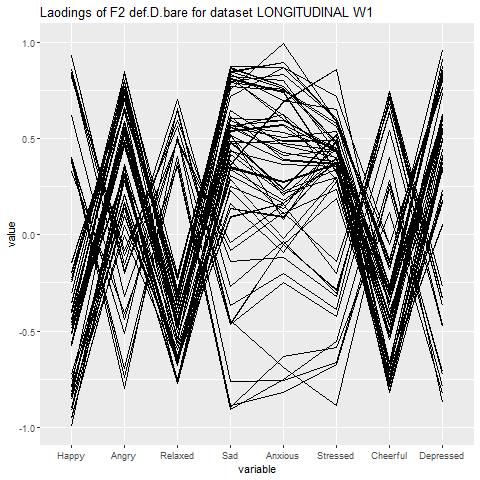 Laodings of F2 def.D.bare for dataset LONGITUDINAL W1
1.0
0.5
0.0
-0.5
-1.0
value
Happy Angry Relaxed Sad Anxious Stressed Cheerful Depressed
variable